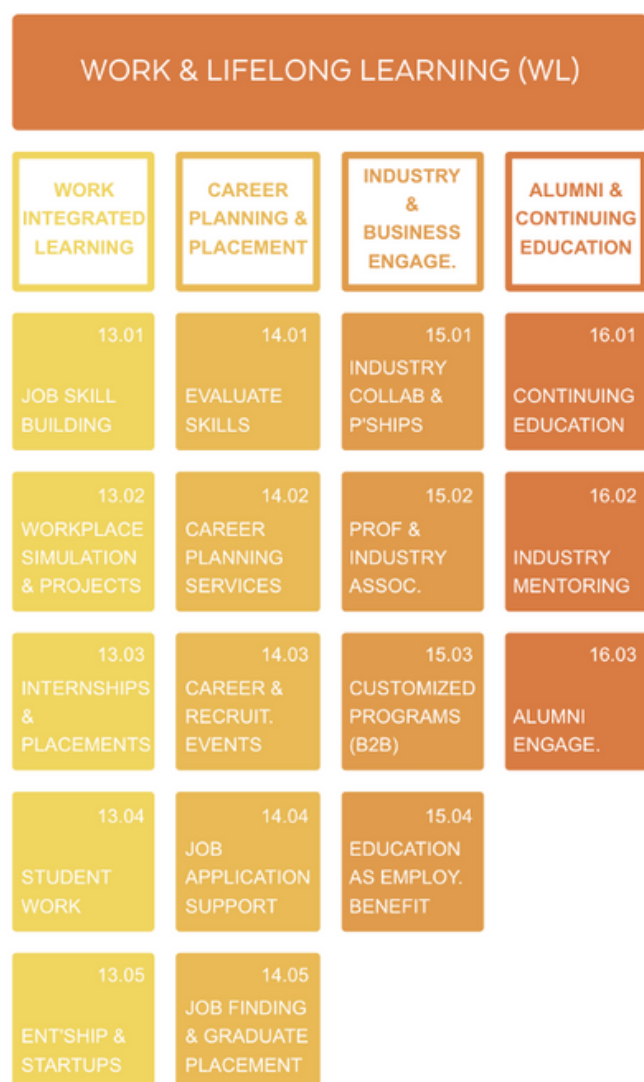 WORK & LIFELONG LEARNING (WL)
WORK
INTEGRATED
LEARNING
CAREER
PLANNING &
PLACEMENT
INDUSTRY
&
BUSINESS
ENGAGE.
ALUMNI &
CONTINUING
EDUCATION
13.01
JOB SKILL
BUILDING
14.01
EVALUATE
SKILLS
15.01
INDUSTRY
COLLAB &
P'SHIPS
16.01
CONTINUING
EDUCATION
13.02
WORKPLACE
SIMULATION
& PROJECTS
14.02
CAREER
PLANNING
SERVICES
15.02
PROF &
INDUSTRY
ASSOC.
16.02
INDUSTRY
MENTORING
13.03
INTERNSHIPS
&
PLACEMENTS
14.03
CAREER &
RECRUIT.
EVENTS
15.03
CUSTOMIZED
PROGRAMS
(B2B)
16.03
ALUMNI
ENGAGE.
13.04
STUDENT
WORK
14.04
JOB
APPLICATION
SUPPORT
15.04
EDUCATION
AS EMPLOY.
BENEFIT
13.05
ENT'SHIP &
STARTUPS
14.05
JOB FINDING
& GRADUATE
PLACEMENT